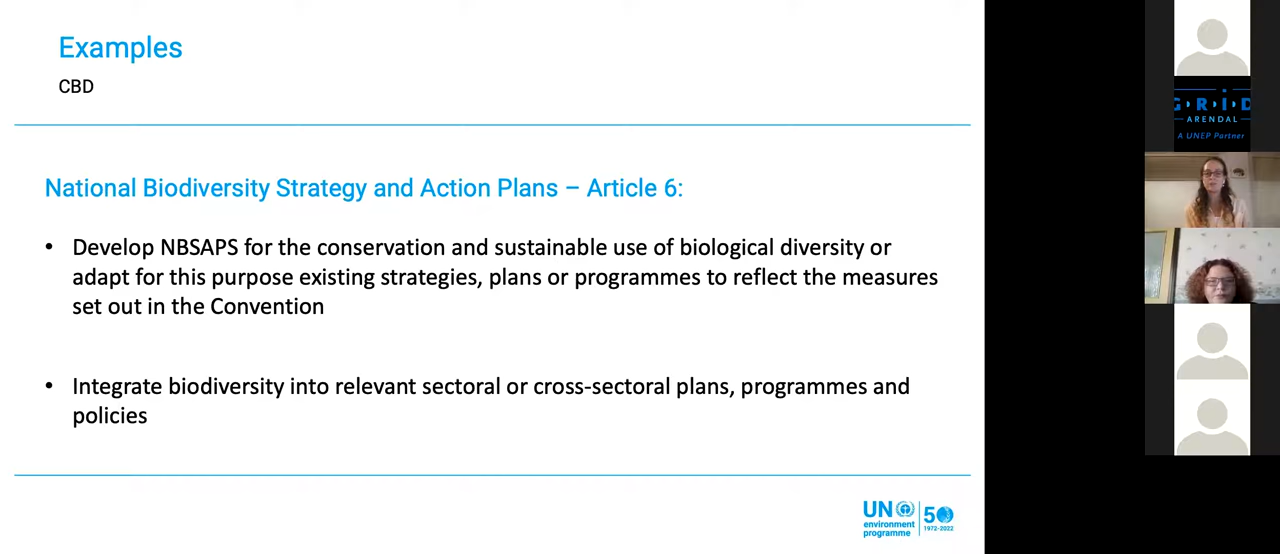 Examples
CBD
National Biodiversity Strategy and Action Plans – Article 6:
• Develop NBSAPS for the conservation and sustainable use of biological diversity or
adapt for this purpose existing strategies, plans or programmes to reflect the measures
set out in the Convention
• Integrate biodiversity into relevant sectoral or cross-sectoral plans, programmes and
policies
UN
environment
programme
50
1972-2022
N
GRID
ARENDAL
A UNEP Partner